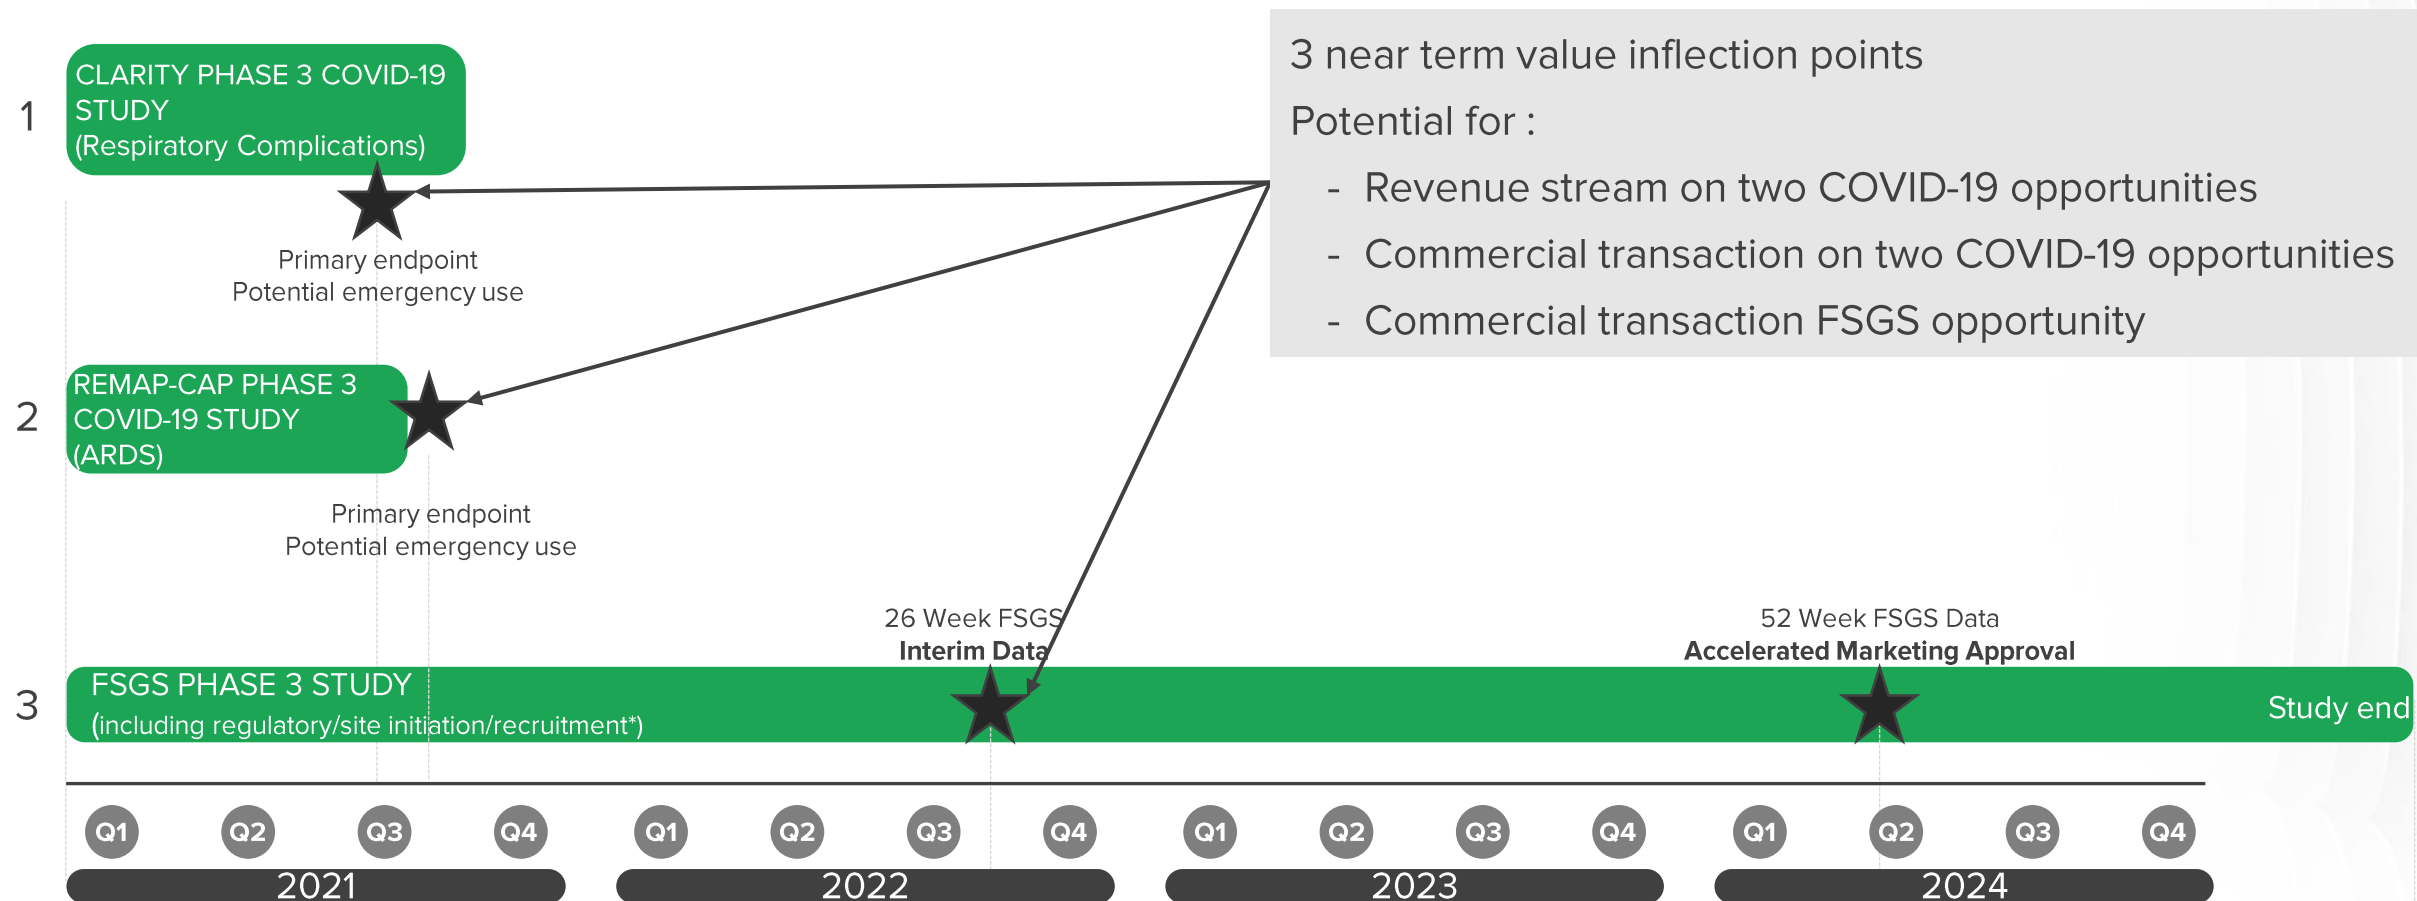 3 near term value inflection points
Potential for :
- Revenue stream on two COVID-19 opportunities
- Commercial transaction on two COVID-19 opportunities
- Commercial transaction FSGS opportunity
1
CLARITY PHASE 3 COVID-19
STUDY
(Respiratory Complications)
Primary endpoint
Potential emergency use
2
REMAP-CAP PHASE 3
COVID-19 STUDY
(ARDS)
Primary endpoint
Potential emergency use
26 Week FSGS
Interim Data
52 Week FSGS Data
Accelerated Marketing Approval
3
FSGS PHASE 3 STUDY
(including regulatory/site initiation/recruitment*)
Study end
Q1 Q2 Q3 Q4 Q1 Q2 Q3 Q4 Q1 Q2 Q3 Q4 Q1 Q2 Q3 Q4
2021 2022 2023 2024